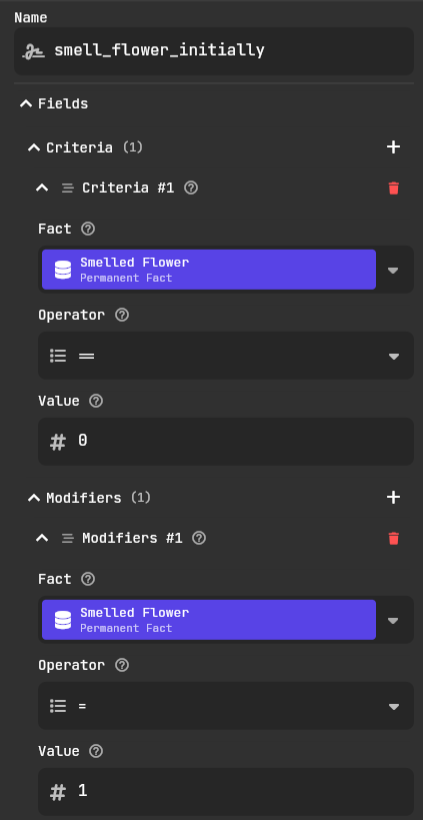 Name
smell_flower_initially
Fields
Criteria (1)
Criteria #1
Fact
Smelled Flower
Permanent Fact
Operator
==
Value
# 0
Modifiers (1)
Modifiers #1
Fact
Smelled Flower
Permanent Fact
Operator
=
Value
# 1